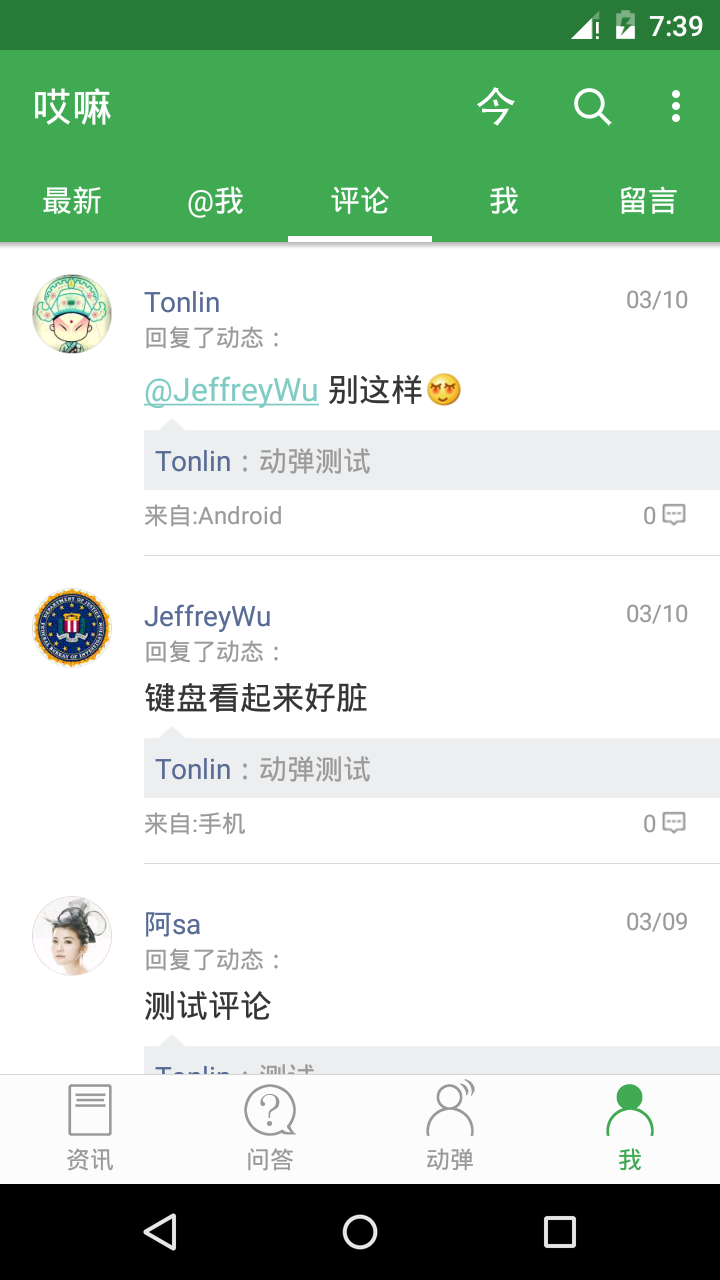 7:39
哎嘛
今
最新 @我 评论 我 留言
Tonlin 03/10
回复了动态：
@JeffreyWu 别这样
Tonlin：动弹测试
来自:Android 0
JeffreyWu 03/10
回复了动态：
键盘看起来好脏
Tonlin：动弹测试
来自:手机 0
阿sa 03/09
回复了动态：
测试评论
Tonlin：测试
资讯 问答 动弹 我